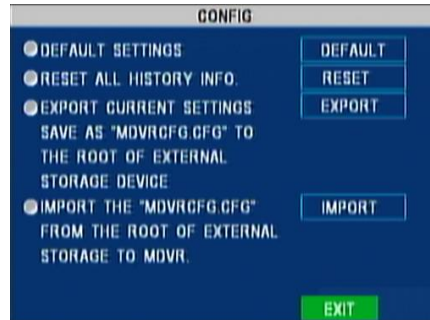 CONFIG
DEFAULT SETTINGS DEFAULT
RESET ALL HISTORY INFO. RESET
EXPORT CURRENT SETTINGS EXPORT
SAVE AS "MDVRCFG.CFG" TO
THE ROOT OF EXTERNAL
STORAGE DEVICE
IMPORT THE "MDVRCFG.CFG" IMPORT
FROM THE ROOT OF EXTERNAL
STORAGE TO MDVR.
EXIT